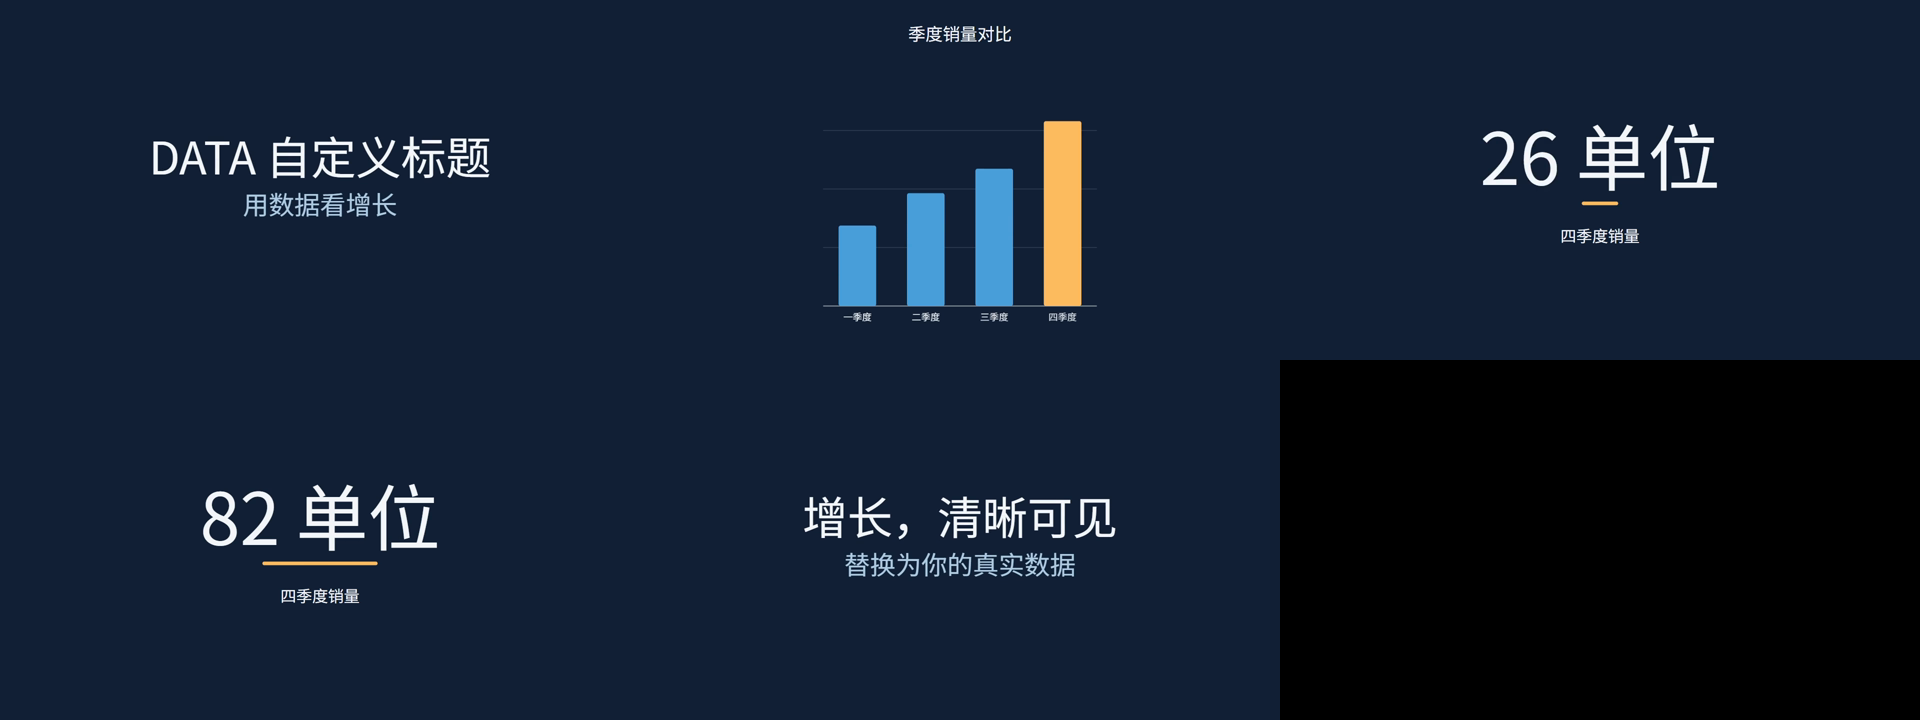 DATA 自定义标题
用数据看增长
季度销量对比
一季度
二季度
三季度
四季度
26 单位
四季度销量
82 单位
四季度销量
增长，清晰可见
替换为你的真实数据